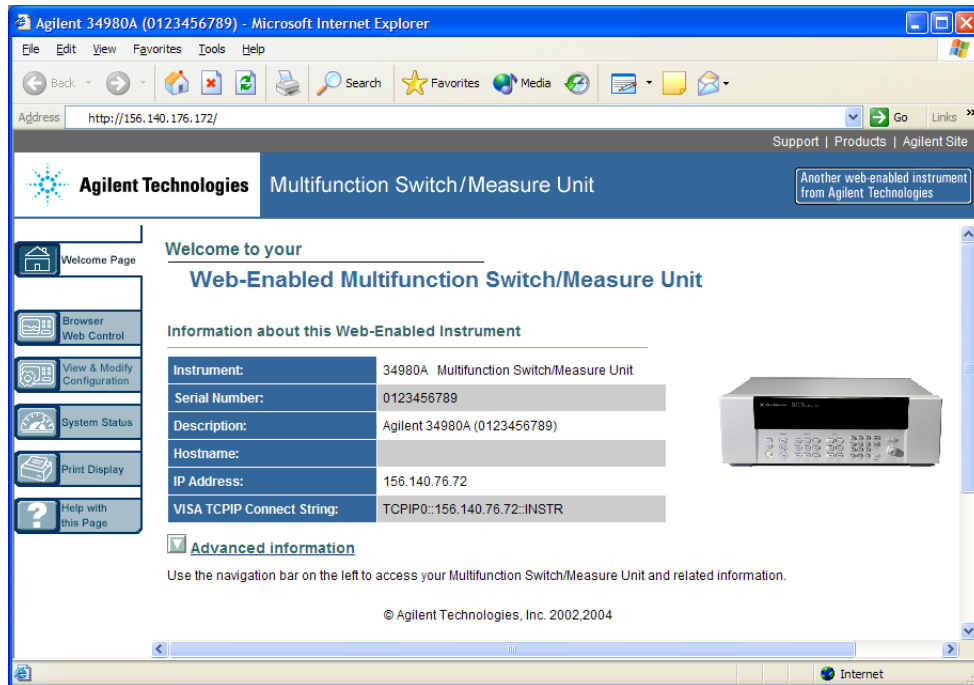 Agilent 34980A (0123456789) - Microsoft Internet Explorer
File Edit View Favorites Tools Help
Back Search Favorites Media
Address http://156.140.176.172/ Go Links »
Support | Products | Agilent Site
Agilent Technologies Multifunction Switch/Measure Unit
Another web-enabled instrument
from Agilent Technologies
Welcome Page
Browser
Web Control
View & Modify
Configuration
System Status
Print Display
Help with
this Page
Welcome to your
Web-Enabled Multifunction Switch/Measure Unit
Information about this Web-Enabled Instrument
Instrument: 34980A Multifunction Switch/Measure Unit
Serial Number: 0123456789
Description: Agilent 34980A (0123456789)
Hostname:
IP Address: 156.140.76.72
VISA TCPIP Connect String: TCPIP0::156.140.76.72::INSTR
Advanced information
Use the navigation bar on the left to access your Multifunction Switch/Measure Unit and related information.
© Agilent Technologies, Inc. 2002,2004
Internet